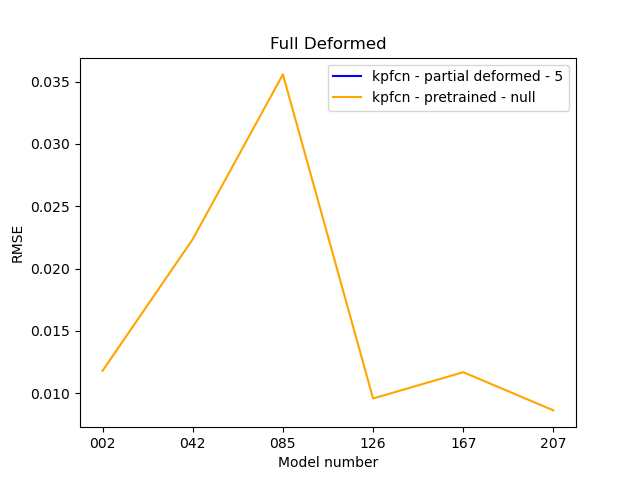 Full Deformed
kpfcn - partial deformed - 5
kpfcn - pretrained - null
RMSE
0.035
0.030
0.025
0.020
0.015
0.010
002 042 085 126 167 207
Model number